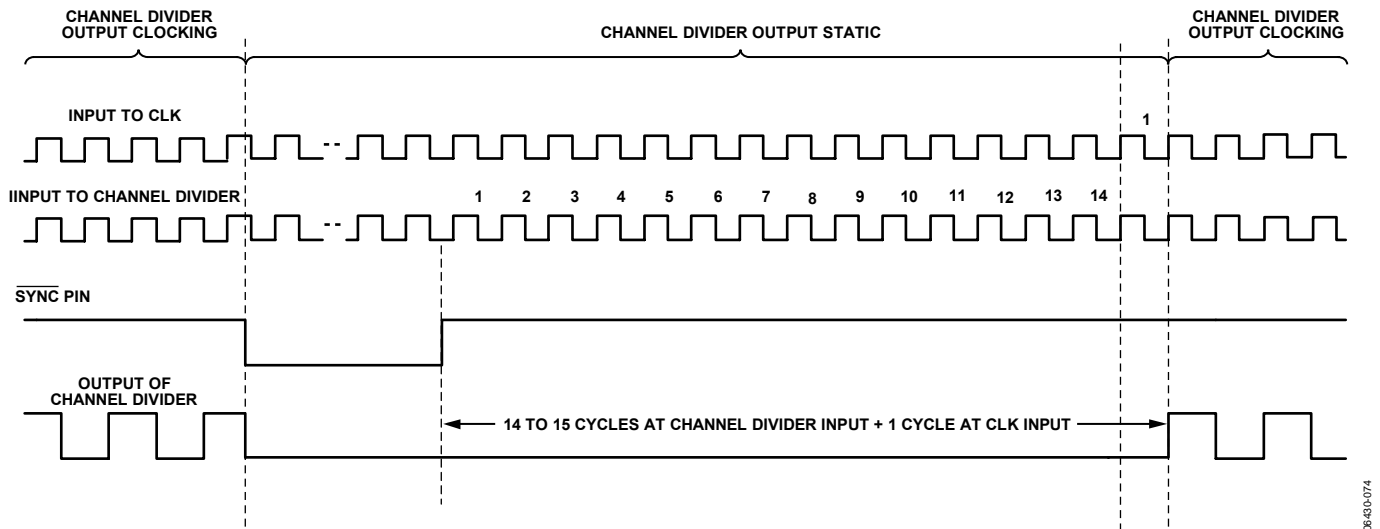 CHANNEL DIVIDER
OUTPUT CLOCKING
CHANNEL DIVIDER OUTPUT STATIC
CHANNEL DIVIDER
OUTPUT CLOCKING
INPUT TO CLK
1
IINPUT TO CHANNEL DIVIDER
1 2 3 4 5 6 7 8 9 10 11 12 13 14
SYNC PIN
OUTPUT OF
CHANNEL DIVIDER
14 TO 15 CYCLES AT CHANNEL DIVIDER INPUT + 1 CYCLE AT CLK INPUT
06430-074